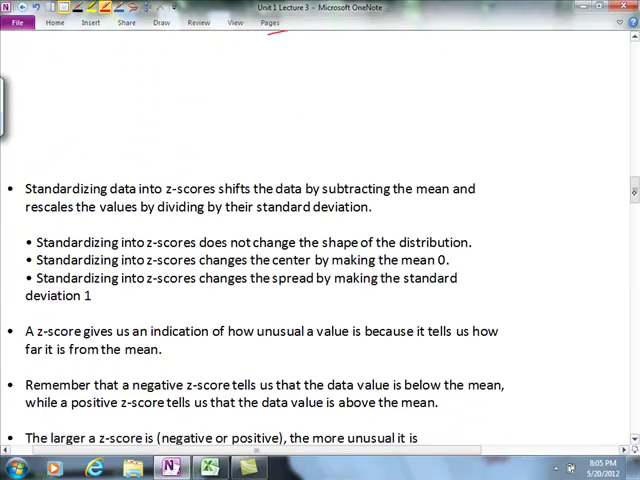 Unit 1 Lecture 3 - Microsoft OneNote
File Home Insert Share Draw Review View Pages
• Standardizing data into z-scores shifts the data by subtracting the mean and
rescales the values by dividing by their standard deviation.
• Standardizing into z-scores does not change the shape of the distribution.
• Standardizing into z-scores changes the center by making the mean 0.
• Standardizing into z-scores changes the spread by making the standard
deviation 1
• A z-score gives us an indication of how unusual a value is because it tells us how
far it is from the mean.
• Remember that a negative z-score tells us that the data value is below the mean,
while a positive z-score tells us that the data value is above the mean.
• The larger a z-score is (negative or positive), the more unusual it is
8:05 PM
5/20/2012